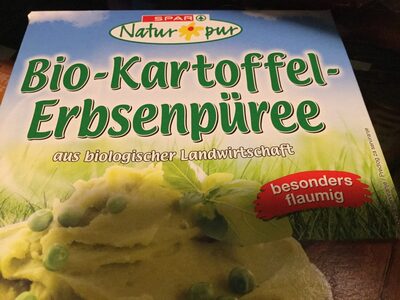 SPAR
Natur pur
Bio-Kartoffel-
Erbsenpüree
aus biologischer Landwirtschaft
besonders
flaumig